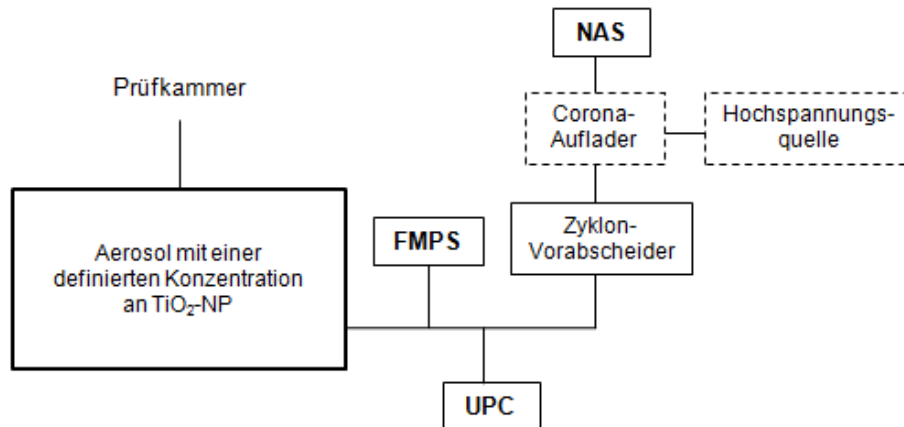 NAS
Prüfkammer
Corona-
Auflader
Hochspannungs-
quelle
Aerosol mit einer
definierten Konzentration
an TiO₂-NP
FMPS
Zyklon-
Vorabscheider
UPC